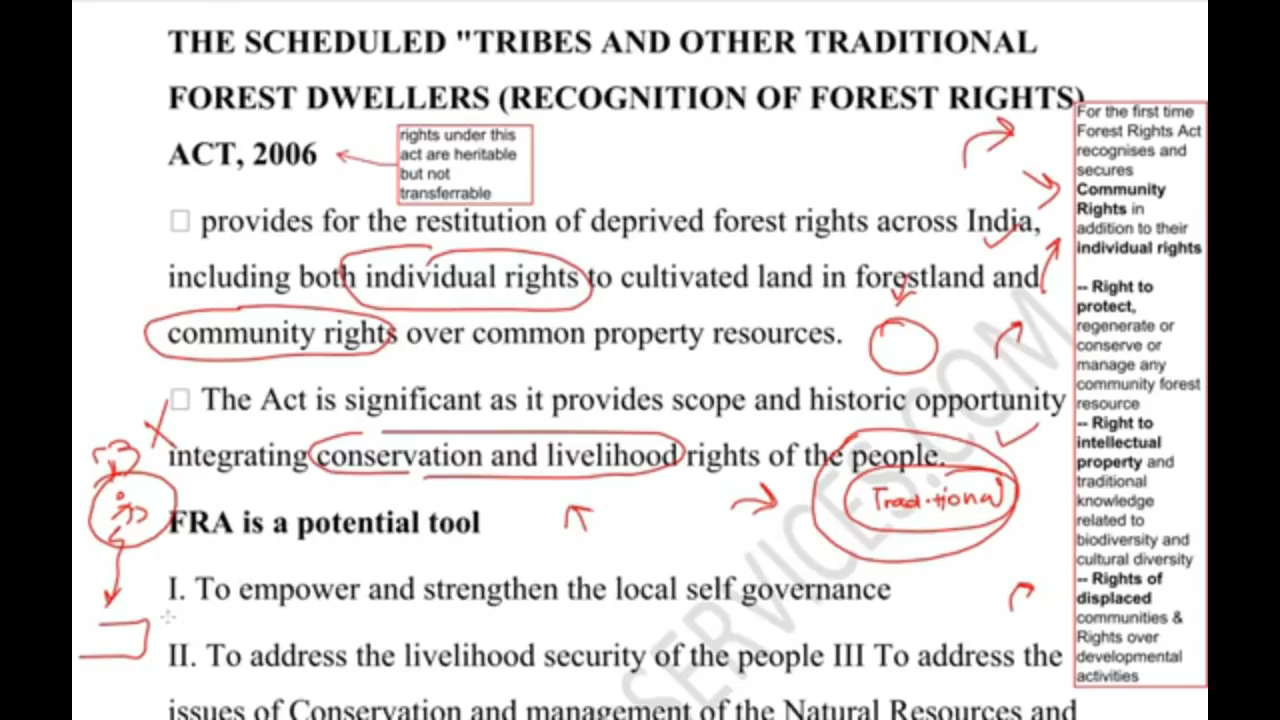 THE SCHEDULED "TRIBES AND OTHER TRADITIONAL
FOREST DWELLERS (RECOGNITION OF FOREST RIGHTS)
ACT, 2006
rights under this
act are heritable
but not
transferrable
provides for the restitution of deprived forest rights across India,
including both individual rights to cultivated land in forestland and
community rights over common property resources.
The Act is significant as it provides scope and historic opportunity
integrating conservation and livelihood rights of the people.
Traditional
FRA is a potential tool
I. To empower and strengthen the local self governance
II. To address the livelihood security of the people III To address the
issues of Conservation and management of the Natural Resources and
For the first time
Forest Rights Act
recognises and
secures
Community
Rights in
addition to their
individual rights
-- Right to
protect,
regenerate or
conserve or
manage any
community forest
resource
-- Right to
intellectual
property and
traditional
knowledge
related to
biodiversity and
cultural diversity
-- Rights of
displaced
communities &
Rights over
developmental
activities
SERVICES.COM